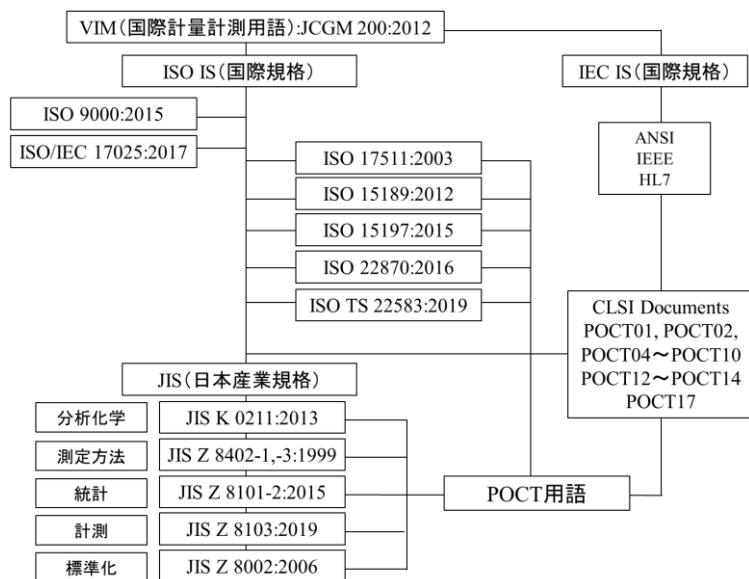 VIM(国際計量計測用語):JCGM 200:2012
ISO IS(国際規格)
IEC IS(国際規格)
ISO 9000:2015
ISO/IEC 17025:2017
ANSI
IEEE
HL7
ISO 17511:2003
ISO 15189:2012
ISO 15197:2015
ISO 22870:2016
ISO TS 22583:2019
CLSI Documents
POCT01, POCT02,
POCT04～POCT10
POCT12～POCT14
POCT17
JIS(日本産業規格)
分析化学
JIS K 0211:2013
測定方法
JIS Z 8402-1,-3:1999
統計
JIS Z 8101-2:2015
POCT用語
計測
JIS Z 8103:2019
標準化
JIS Z 8002:2006